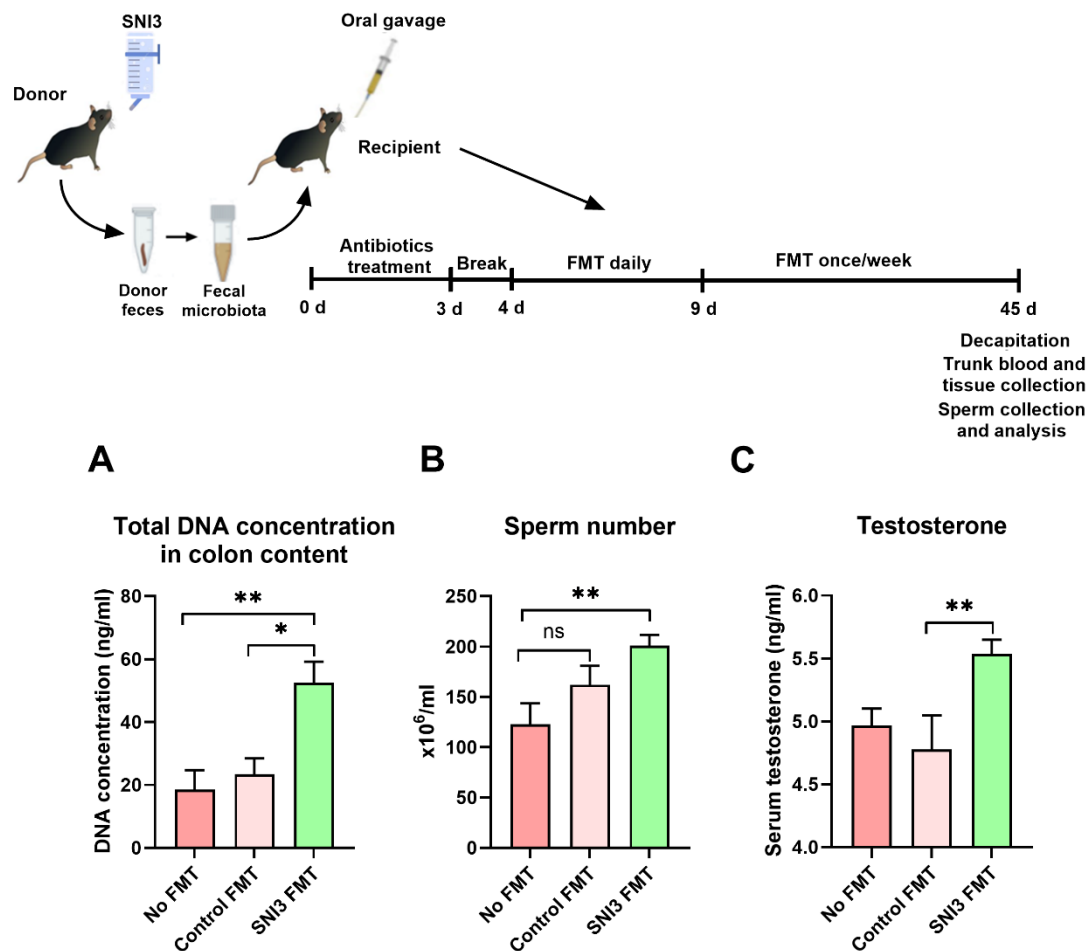 SNI3
Oral gavage
Donor
Recipient
Donor
feces
Fecal
microbiota
Antibiotics
treatment
Break
FMT daily
FMT once/week
0 d
3 d
4 d
9 d
45 d
Decapitation
Trunk blood and
tissue collection
Sperm collection
and analysis
A
Total DNA concentration
in colon content
DNA concentration (ng/ml)
80
60
40
20
0
**
*
No FMT
Control FMT
SNI3 FMT
B
Sperm number
x10⁶/ml
250
200
150
100
50
0
**
ns
No FMT
Control FMT
SNI3 FMT
C
Testosterone
Serum testosterone (ng/ml)
6.0
5.5
5.0
4.5
4.0
**
No FMT
Control FMT
SNI3 FMT